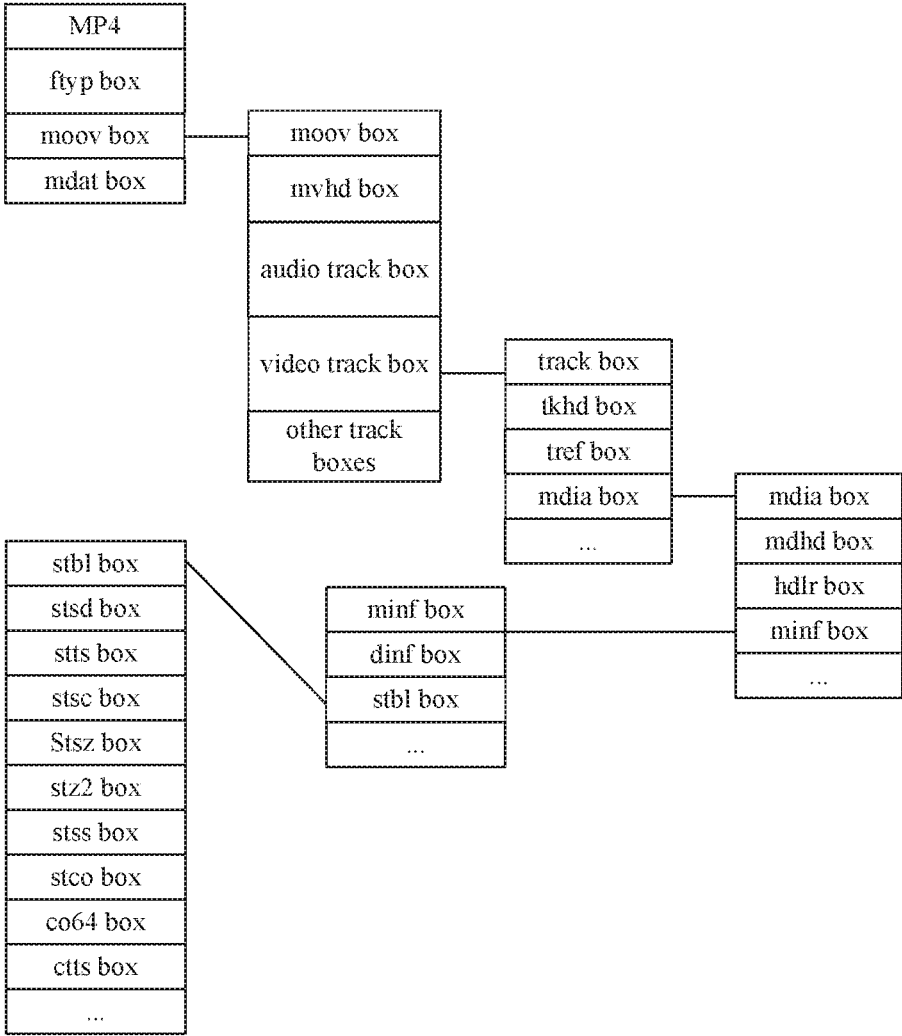 MP4
ftyp box
moov box
mdat box
moov box
mvhd box
audio track box
video track box
other track
boxes
track box
tkhd box
tref box
mdia box
...
mdia box
mdhd box
hdlr box
minf box
...
minf box
dinf box
stbl box
...
stbl box
stsd box
stts box
stsc box
Stsz box
stz2 box
stss box
stco box
co64 box
ctts box
...